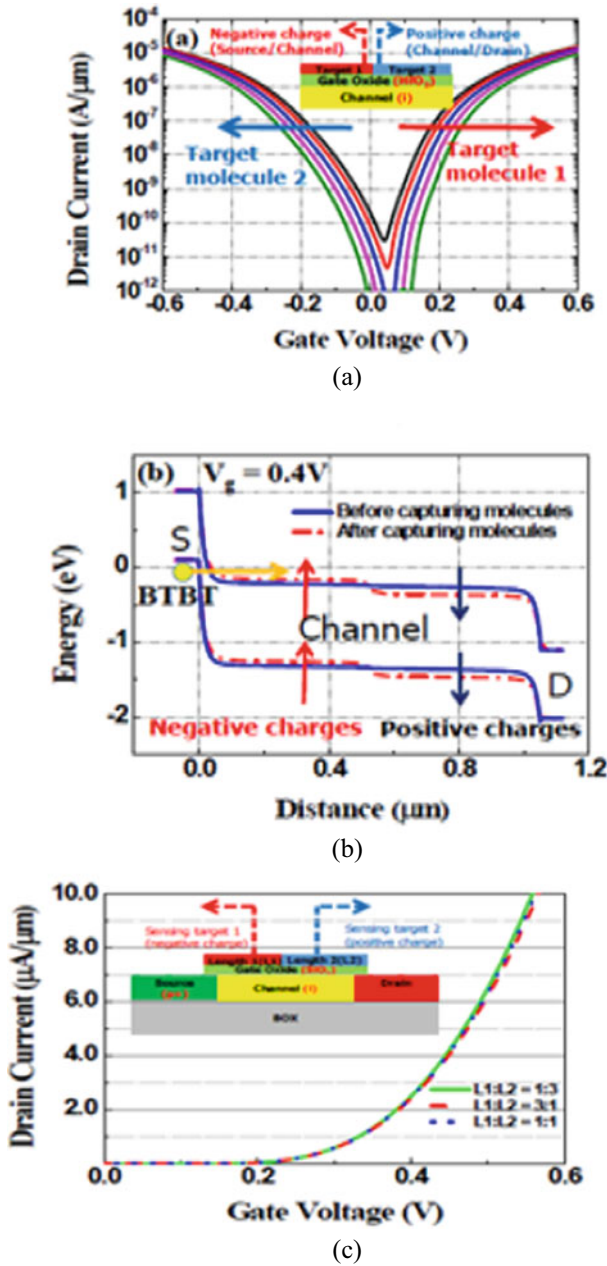 (a)
Negative charge
(Source/Channel)
Positive charge
(Channel/Drain)
Target 1 Target 2
Gate Oxide
Channel (i)
Target
molecule 2
Target
molecule 1
10-4
10-5
10-6
10-7
10-8
10-9
10-10
10-11
10-12
Drain Current (A/μm)
-0.6 -0.4 -0.2 0.0 0.2 0.4 0.6
Gate Voltage (V)
(a)
(b) Vg = 0.4V
Before capturing molecules
After capturing molecules
S
BTBT
Channel
D
Negative charges
Positive charges
1
0
-1
-2
Energy (eV)
0.0 0.4 0.8 1.2
Distance (μm)
(b)
10.0
8.0
6.0
4.0
2.0
Drain Current (μA/μm)
Sensing target 1
(negative charge)
Sensing target 2
(positive charge)
Length 1(L1) Length 2(L2)
Gate Oxide
Source
Channel (i)
Drain
BOX
L1:L2 = 1:3
L1:L2 = 3:1
L1:L2 = 1:1
0.0 0.2 0.4 0.6
Gate Voltage (V)
(c)